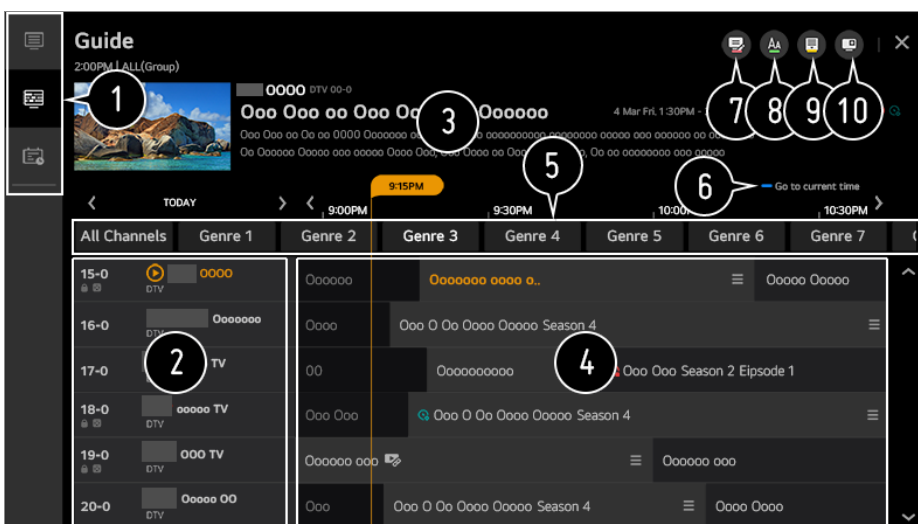 Guide
2:00PM | ALL(Group)
1
OOOO DTV 00-0
Ooo Ooo oo Ooo Oo Oooooo
3
4 Mar Fri. 1:30PM -
7 8 9 10
5
6
Go to current time
9:15PM
TODAY
9:00PM 9:30PM 10:00 10:30PM
All Channels Genre 1 Genre 2 Genre 3 Genre 4 Genre 5 Genre 6 Genre 7
15-0 OOOO
DTV
Oooooo Ooooooo oooo o.. Ooooo Ooooo
16-0 Ooooooo
DTV
Oooo Ooo O Oo Oooo Ooooo Season 4
17-0 TV
2
OO Oooooooooo 4 Ooo Ooo Season 2 Eipsode 1
18-0 ooooo TV
DTV
Ooo Ooo Ooo O Oo Oooo Ooooo Season 4
19-0 OOO TV
DTV
Oooooo ooo Oooooo ooo
20-0 Ooooo OO
DTV
Ooo Ooo O Oo Oooo Ooooo Season 4 Oooo Oooo